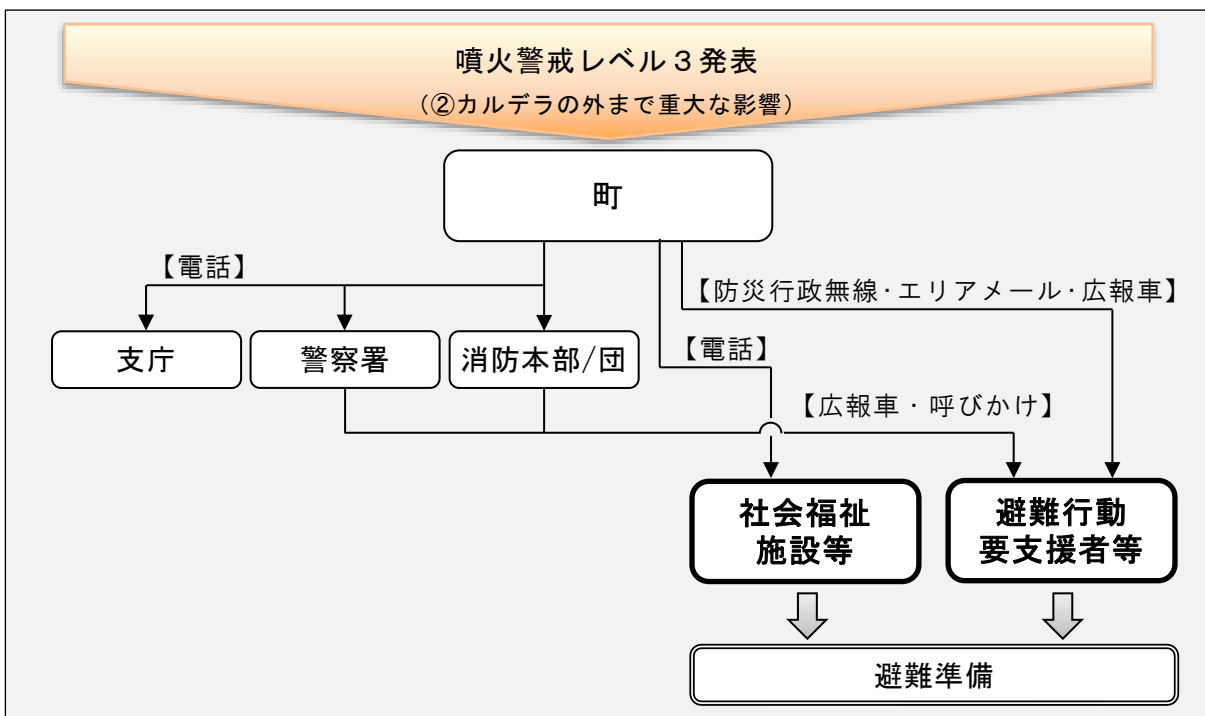 噴火警戒レベル３発表
（②カルデラの外まで重大な影響）
町
【電話】
【防災行政無線・エリアメール・広報車】
支庁
警察署
消防本部/団
【電話】
【広報車・呼びかけ】
社会福祉
施設等
避難行動
要支援者等
避難準備